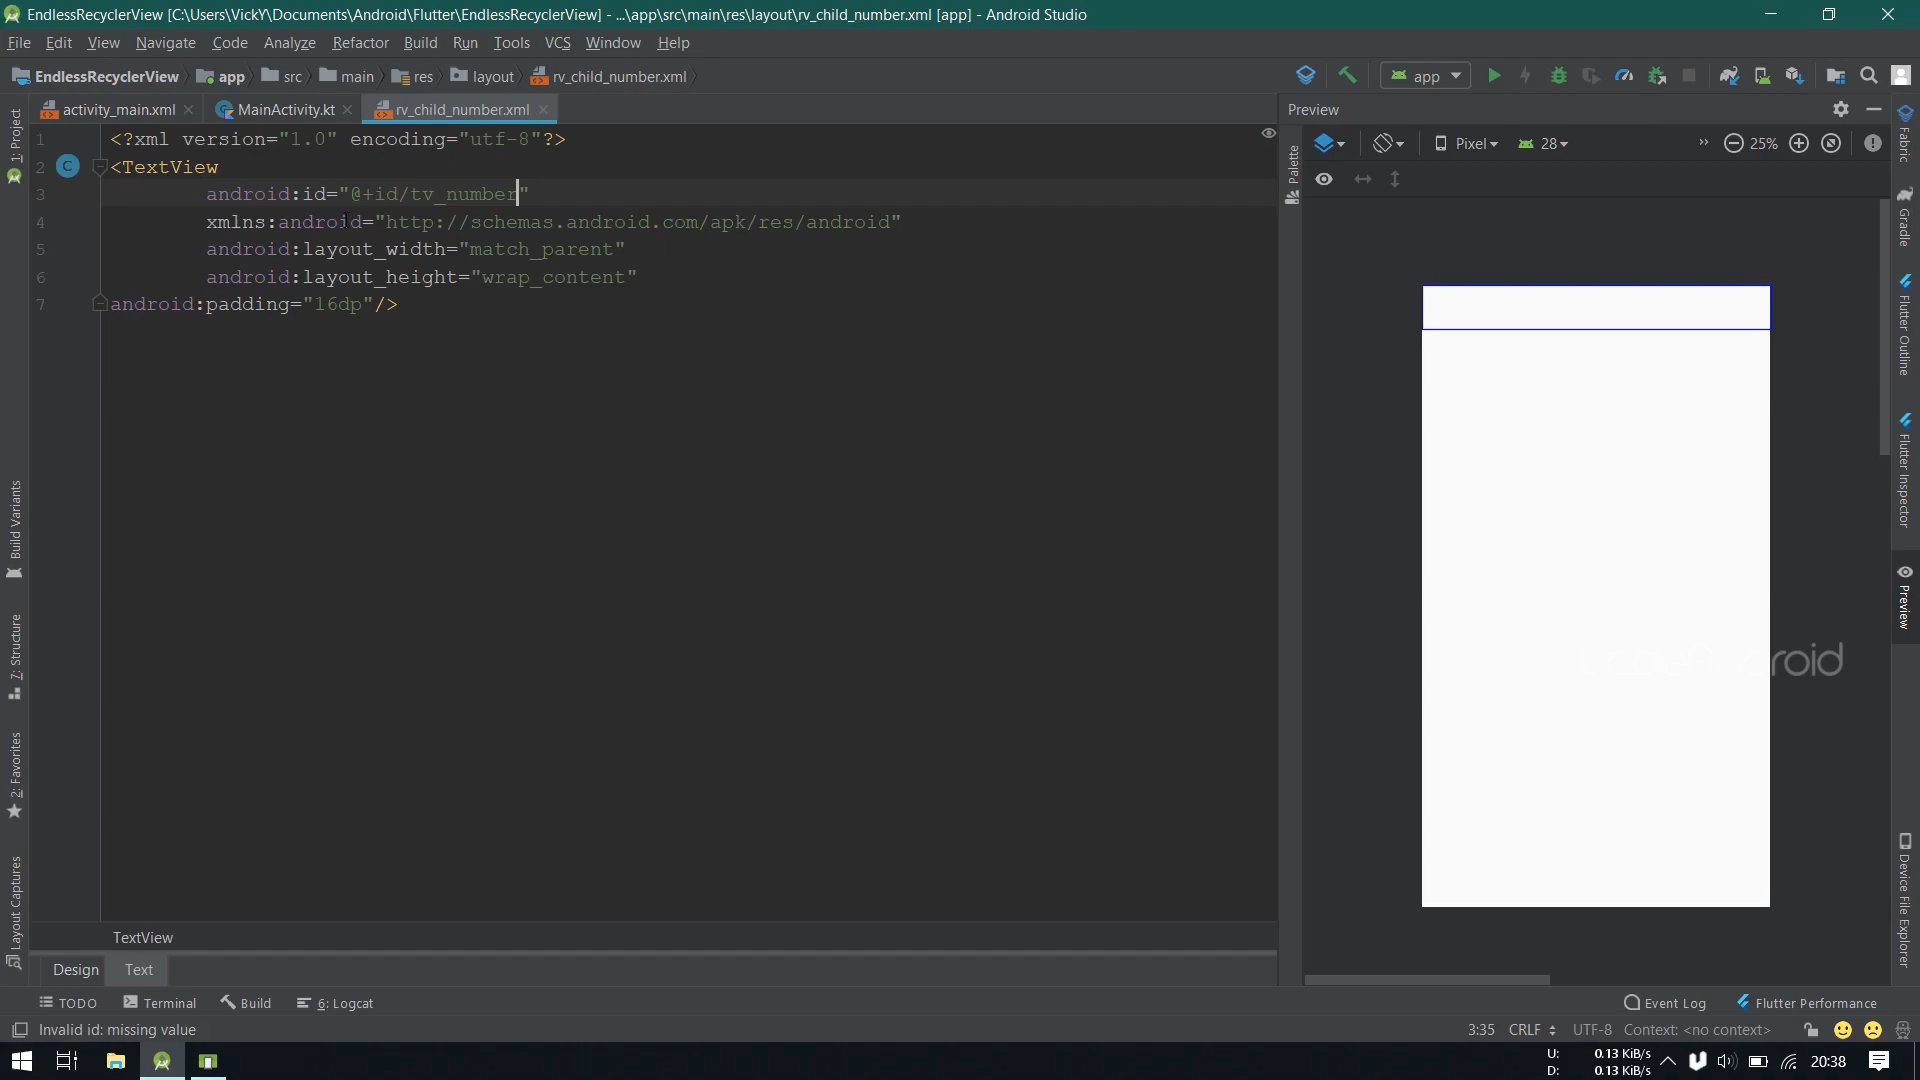 EndlessRecyclerView [C:\Users\VickY\Documents\Android\Flutter\EndlessRecyclerView] - ...\app\src\main\res\layout\rv_child_number.xml [app] - Android Studio
File Edit View Navigate Code Analyze Refactor Build Run Tools VCS Window Help
EndlessRecyclerView app src main res layout rv_child_number.xml app
activity_main.xml MainActivity.kt rv_child_number.xml Preview
1 <?xml version="1.0" encoding="utf-8"?>
2 <TextView
3 android:id="@+id/tv_number"
4 xmlns:android="http://schemas.android.com/apk/res/android"
5 android:layout_width="match_parent"
6 android:layout_height="wrap_content"
7 android:padding="16dp"/>
Pixel 28 25%
Palette
1: Project
Build Variants
7: Structure
2: Favorites
Layout Captures
Fabric
Gradle
Flutter Outline
Flutter Inspector
Preview
Device File Explorer
TextView
Design Text
TODO Terminal Build 6: Logcat Event Log Flutter Performance
Invalid id: missing value 3:35 CRLF UTF-8 Context: <no context>
U: 0.13 KiB/s
D: 0.13 KiB/s
20:38